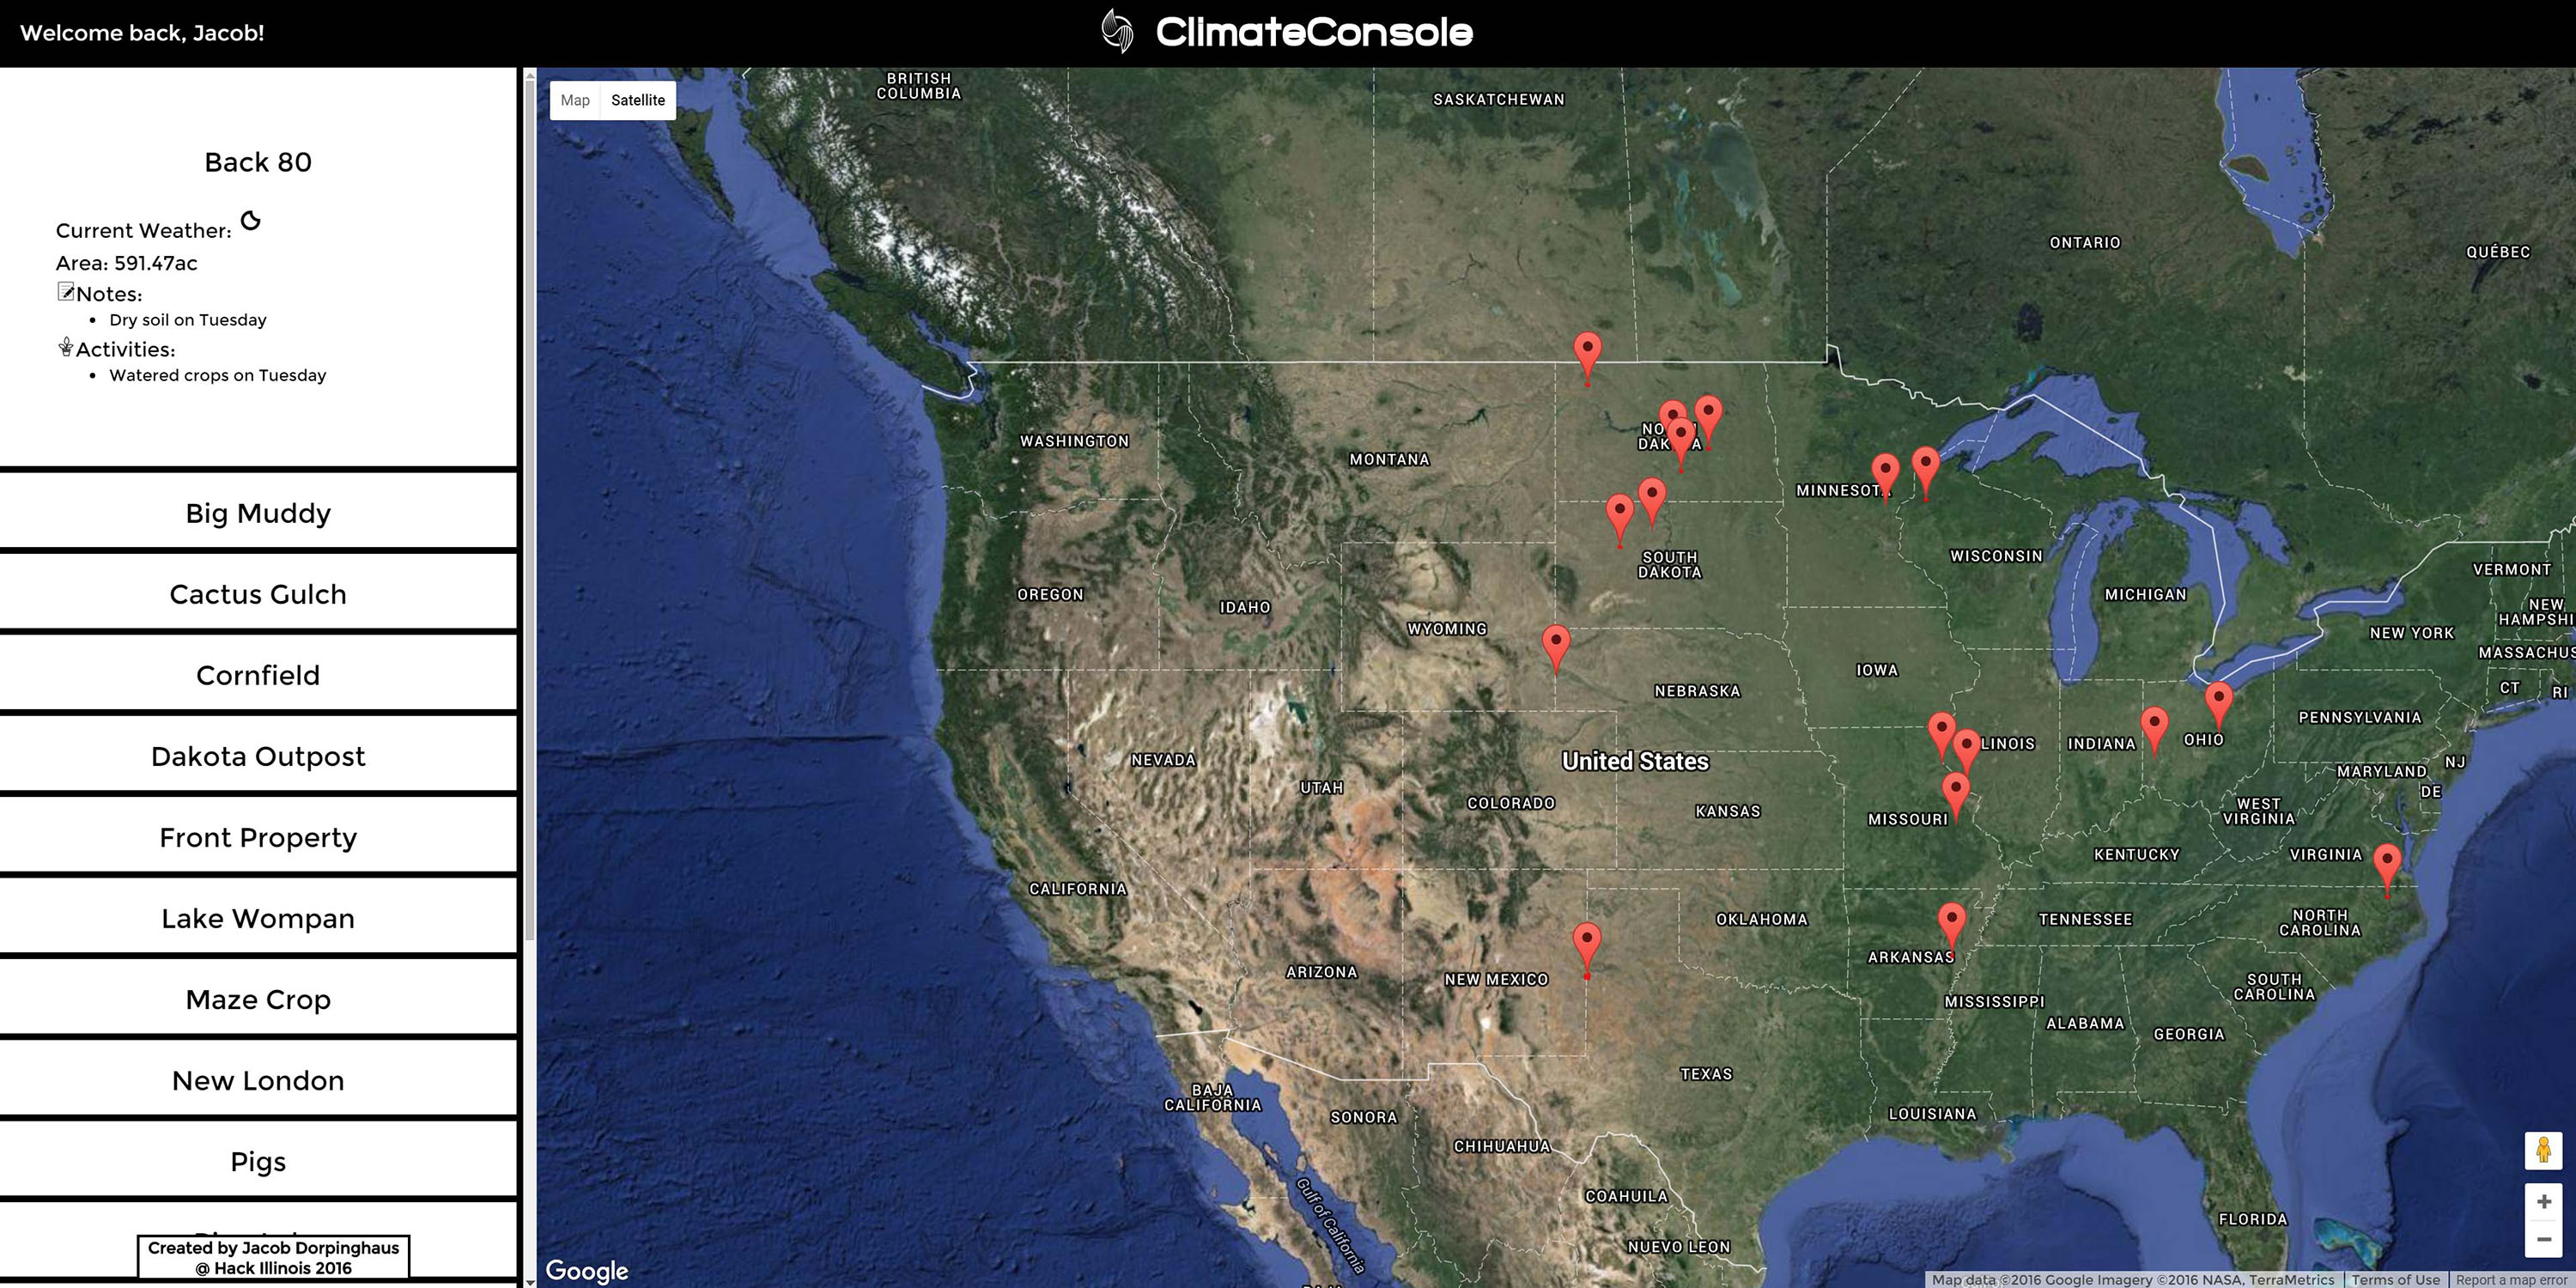 Welcome back, Jacob!
ClimateConsole
Back 80
Current Weather:
Area: 591.47ac
Notes:
• Dry soil on Tuesday
Activities:
• Watered crops on Tuesday
Big Muddy
Cactus Gulch
Cornfield
Dakota Outpost
Front Property
Lake Wompan
Maze Crop
New London
Pigs
Created by Jacob Dorpinghaus
@ Hack Illinois 2016
Map
Satellite
BRITISH
COLUMBIA
SASKATCHEWAN
ONTARIO
QUÉBEC
WASHINGTON
MONTANA
NO
DAK A
MINNESOT
OREGON
IDAHO
WYOMING
SOUTH
DAKOTA
WISCONSIN
MICHIGAN
VERMONT
NEW
HAMPSHI
NEW YORK
MASSACHUS
CT
RI
IOWA
NEBRASKA
PENNSYLVANIA
NEVADA
UTAH
United States
LINOIS
INDIANA
OHIO
NJ
MARYLAND
DE
COLORADO
KANSAS
MISSOURI
WEST
VIRGINIA
KENTUCKY
VIRGINIA
CALIFORNIA
ARIZONA
NEW MEXICO
OKLAHOMA
ARKANSAS
TENNESSEE
NORTH
CAROLINA
SOUTH
CAROLINA
MISSISSIPPI
ALABAMA
GEORGIA
TEXAS
LOUISIANA
BAJA
CALIFORNIA
SONORA
CHIHUAHUA
Gulf of California
COAHUILA
NUEVO LEON
FLORIDA
Google
Map data ©2016 Google Imagery ©2016 NASA, TerraMetrics
Terms of Use
Report a map error